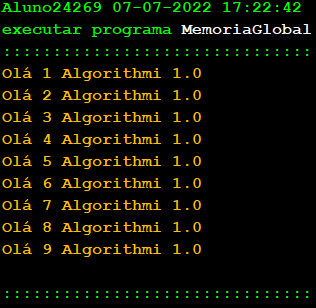 Aluno24269 07-07-2022 17:22:42
executar programa MemoriaGlobal
:::::::::::::::::::::::::::::::
Olá 1 Algorithmi 1.0
Olá 2 Algorithmi 1.0
Olá 3 Algorithmi 1.0
Olá 4 Algorithmi 1.0
Olá 5 Algorithmi 1.0
Olá 6 Algorithmi 1.0
Olá 7 Algorithmi 1.0
Olá 8 Algorithmi 1.0
Olá 9 Algorithmi 1.0
:::::::::::::::::::::::::::::::